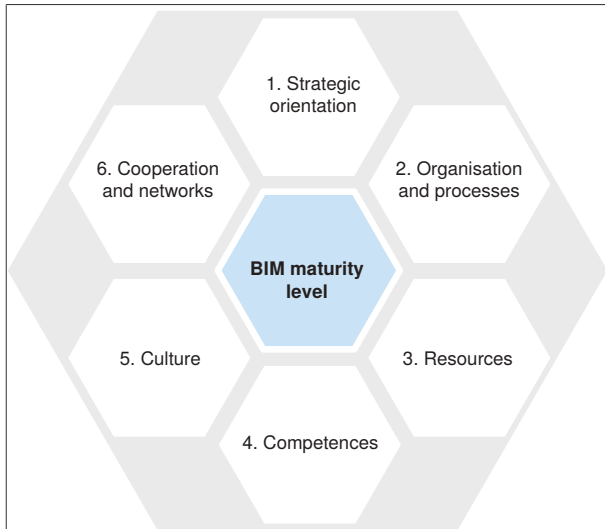 1. Strategic
orientation
2. Organisation
and processes
3. Resources
4. Competences
5. Culture
6. Cooperation
and networks
BIM maturity
level